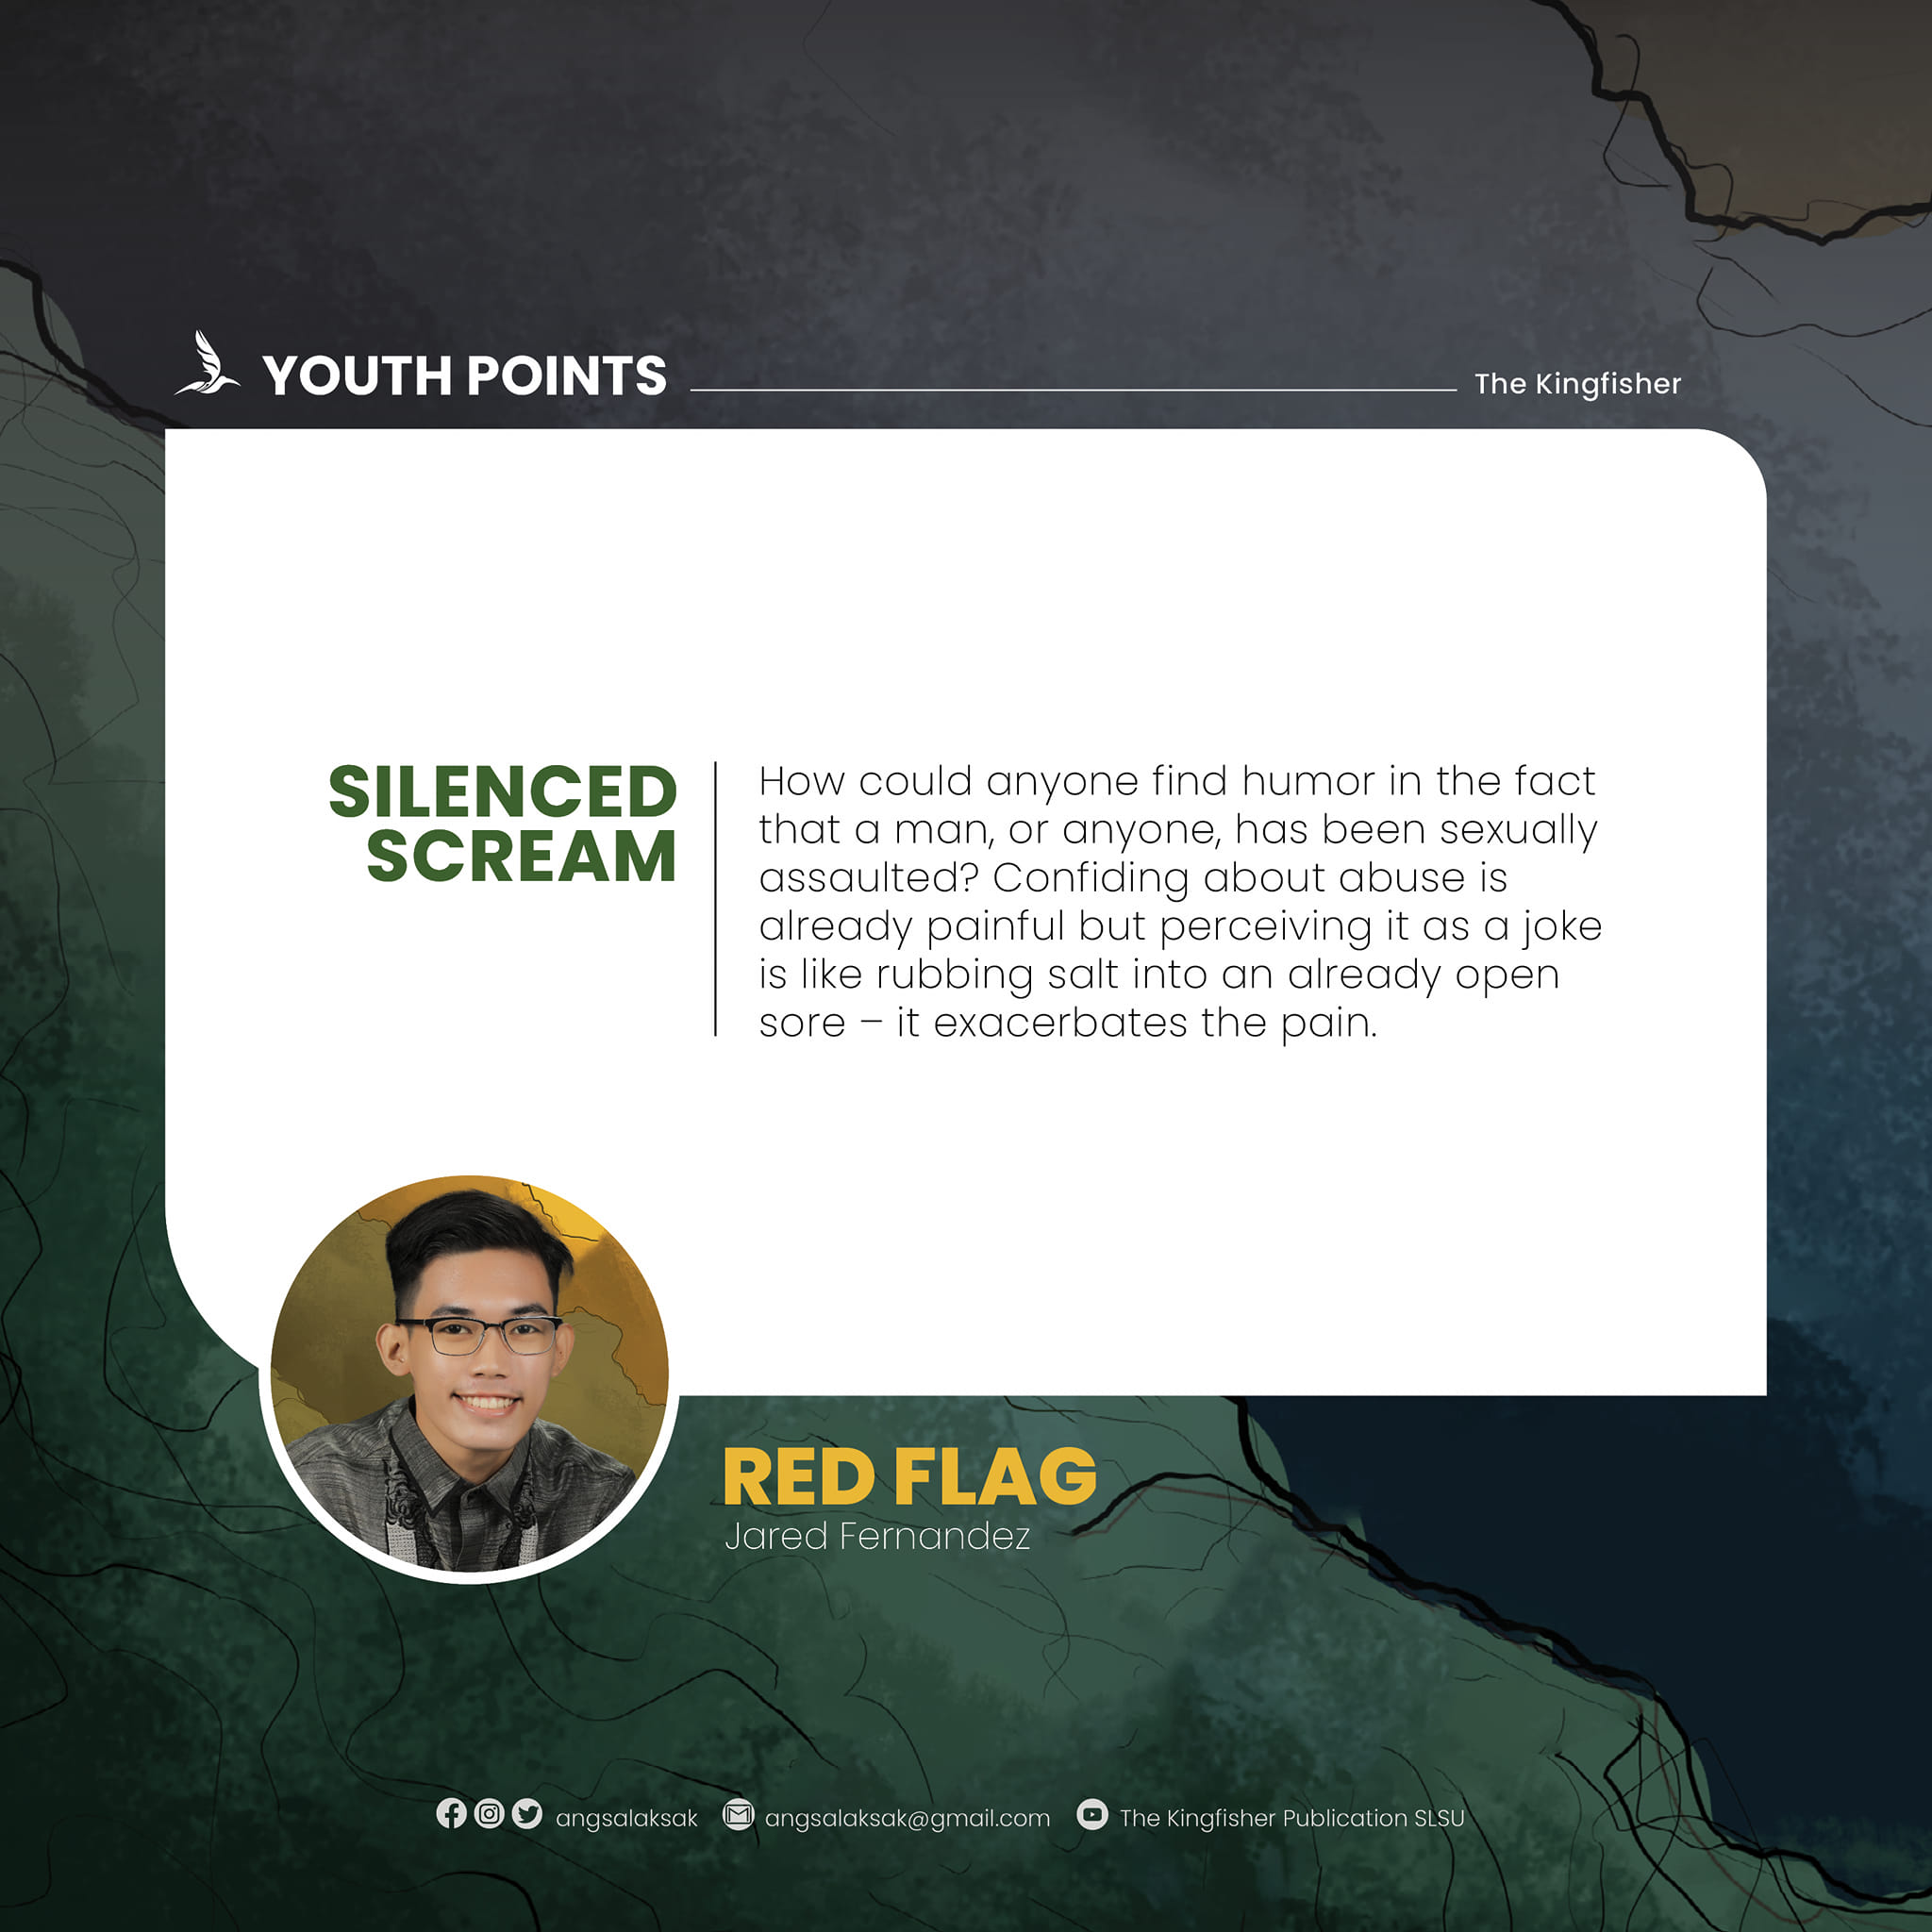 YOUTH POINTS
The Kingfisher
SILENCED
SCREAM
How could anyone find humor in the fact
that a man, or anyone, has been sexually
assaulted? Confiding about abuse is
already painful but perceiving it as a joke
is like rubbing salt into an already open
sore – it exacerbates the pain.
RED FLAG
Jared Fernandez
angsalaksak angsalaksak@gmail.com The Kingfisher Publication SLSU